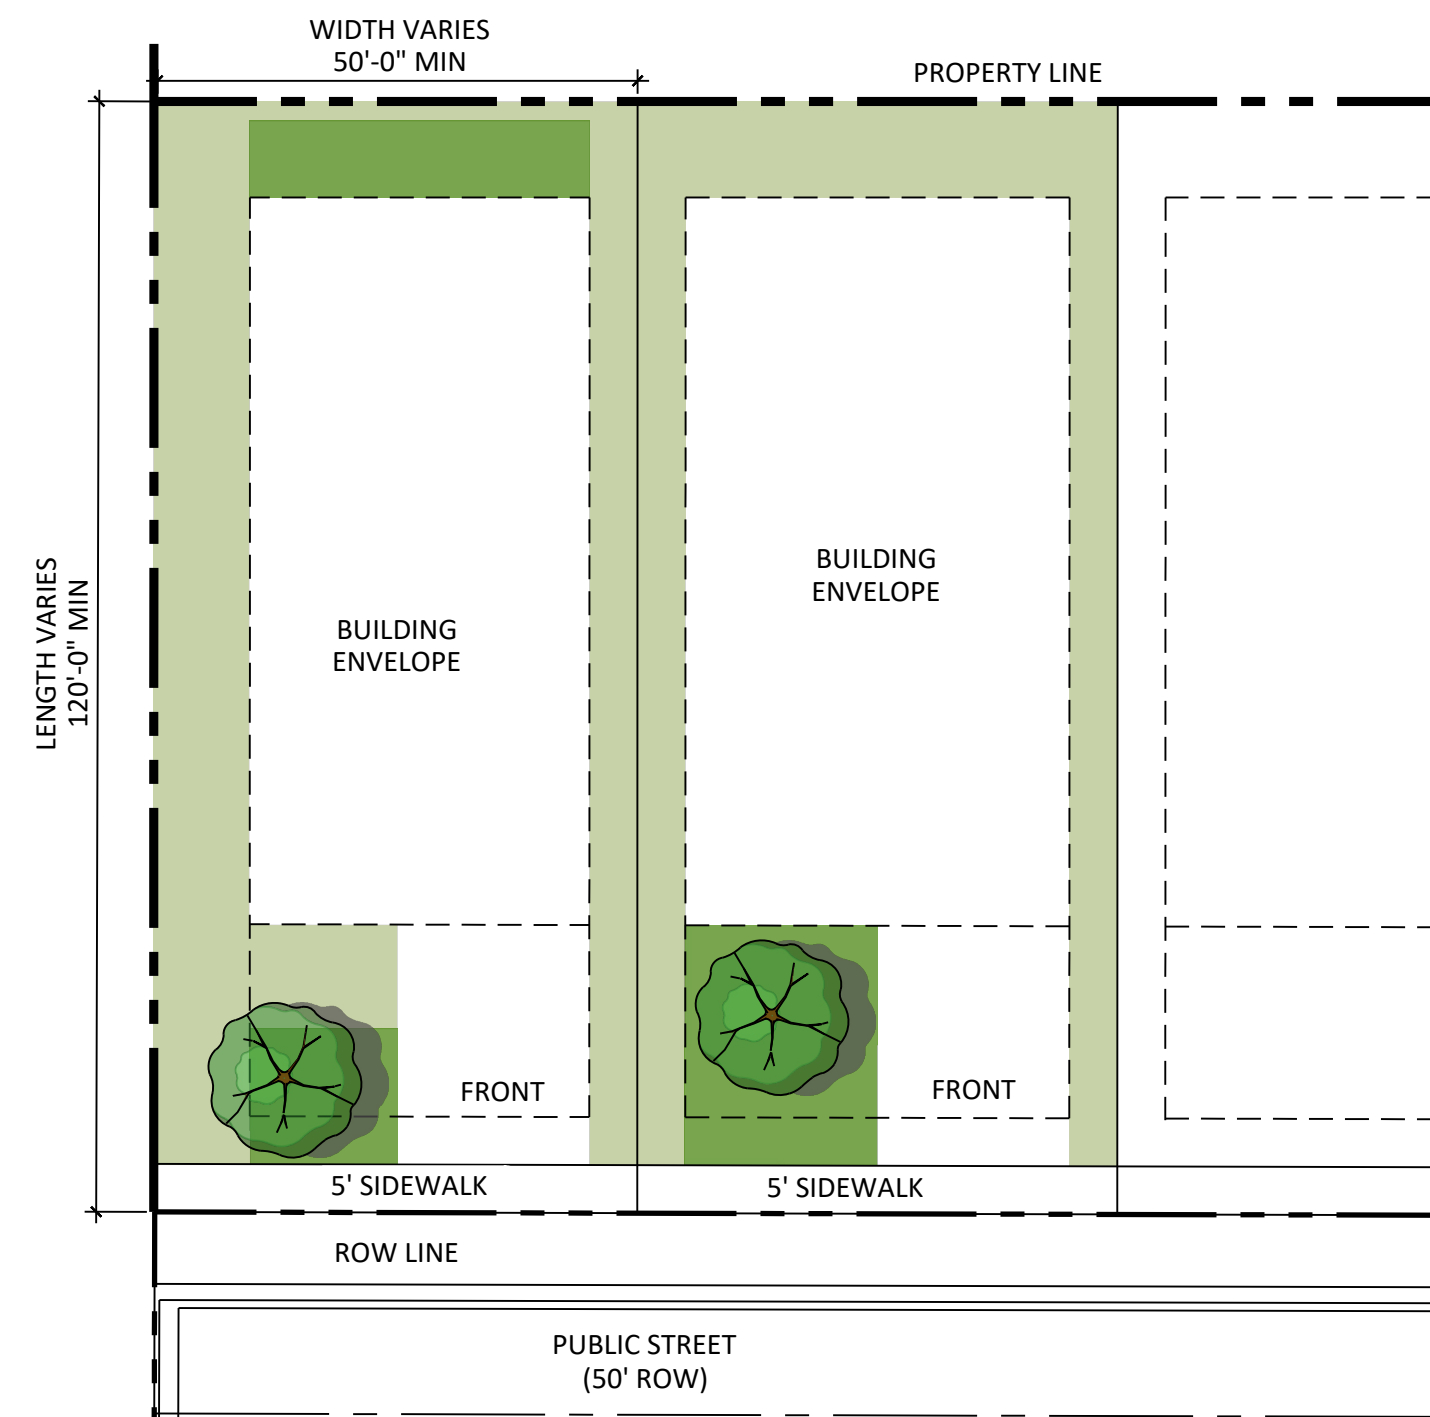 WIDTH VARIES
50'-0" MIN
PROPERTY LINE
LENGTH VARIES
120'-0" MIN
BUILDING
ENVELOPE
BUILDING
ENVELOPE
FRONT
FRONT
5' SIDEWALK
5' SIDEWALK
ROW LINE
PUBLIC STREET
(50' ROW)